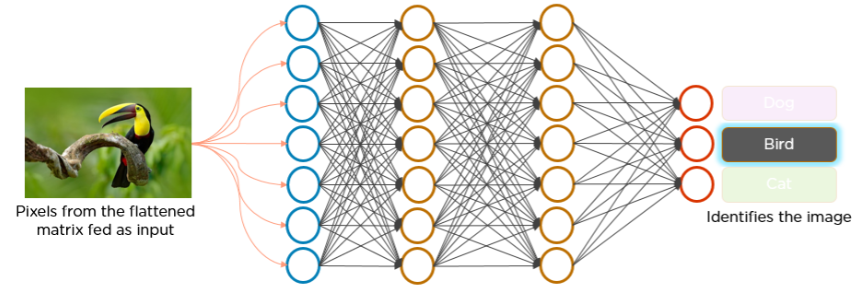 Pixels from the flattened
matrix fed as input
Dog
Bird
Cat
Identifies the image